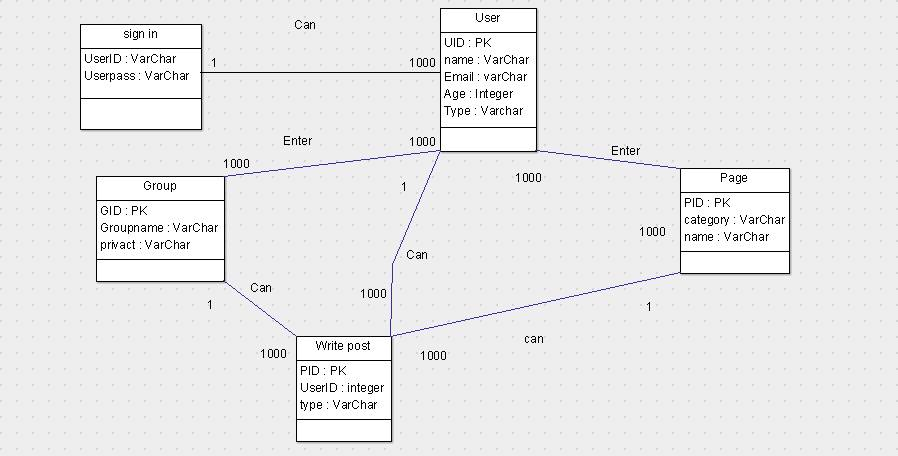 Can
sign in
UserID : VarChar
Userpass : VarChar
1
1000
User
UID : PK
name : VarChar
Email : varChar
Age : Integer
Type : Varchar
Enter
1000
1000
Group
GID : PK
Groupname : VarChar
privact : VarChar
1
Can
1000
Enter
1000
1000
Page
PID : PK
category : VarChar
name : VarChar
Can
1
1000
Write post
PID : PK
UserID : integer
type : VarChar
1
can
1000